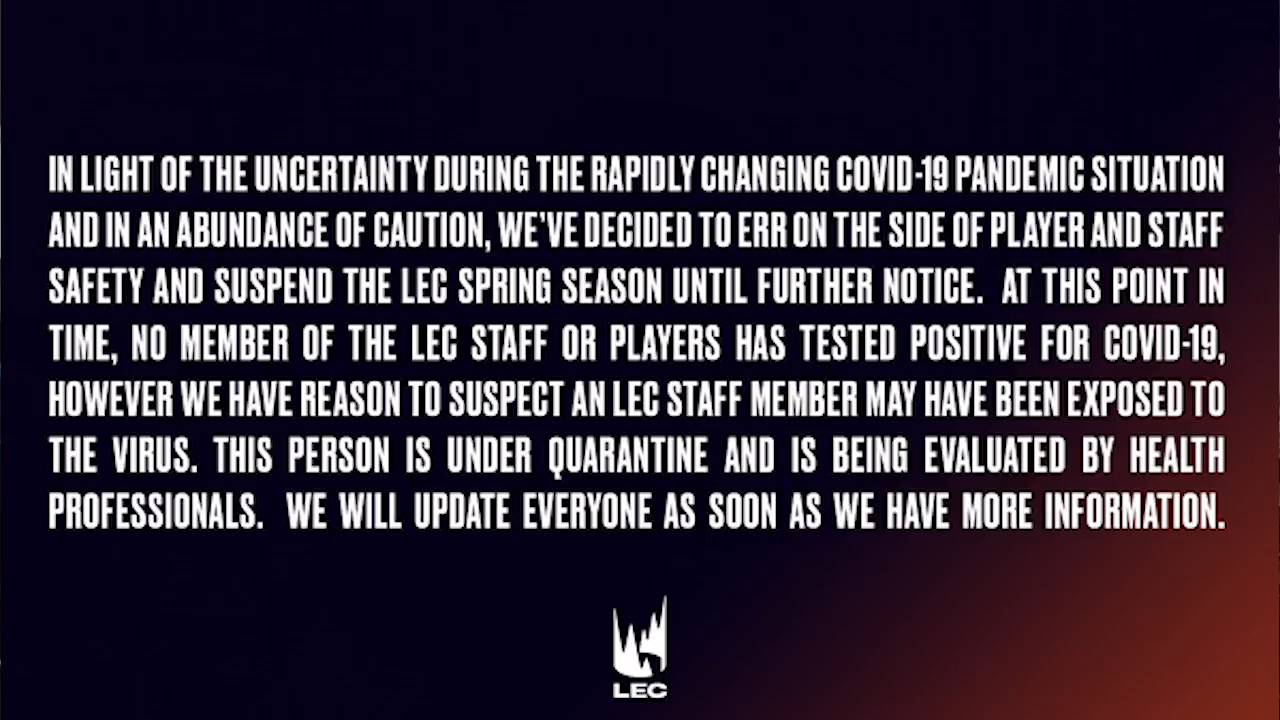 IN LIGHT OF THE UNCERTAINTY DURING THE RAPIDLY CHANGING COVID-19 PANDEMIC SITUATION
AND IN AN ABUNDANCE OF CAUTION, WE'VE DECIDED TO ERR ON THE SIDE OF PLAYER AND STAFF
SAFETY AND SUSPEND THE LEC SPRING SEASON UNTIL FURTHER NOTICE. AT THIS POINT IN
TIME, NO MEMBER OF THE LEC STAFF OR PLAYERS HAS TESTED POSITIVE FOR COVID-19,
HOWEVER WE HAVE REASON TO SUSPECT AN LEC STAFF MEMBER MAY HAVE BEEN EXPOSED TO
THE VIRUS. THIS PERSON IS UNDER QUARANTINE AND IS BEING EVALUATED BY HEALTH
PROFESSIONALS. WE WILL UPDATE EVERYONE AS SOON AS WE HAVE MORE INFORMATION.
LEC